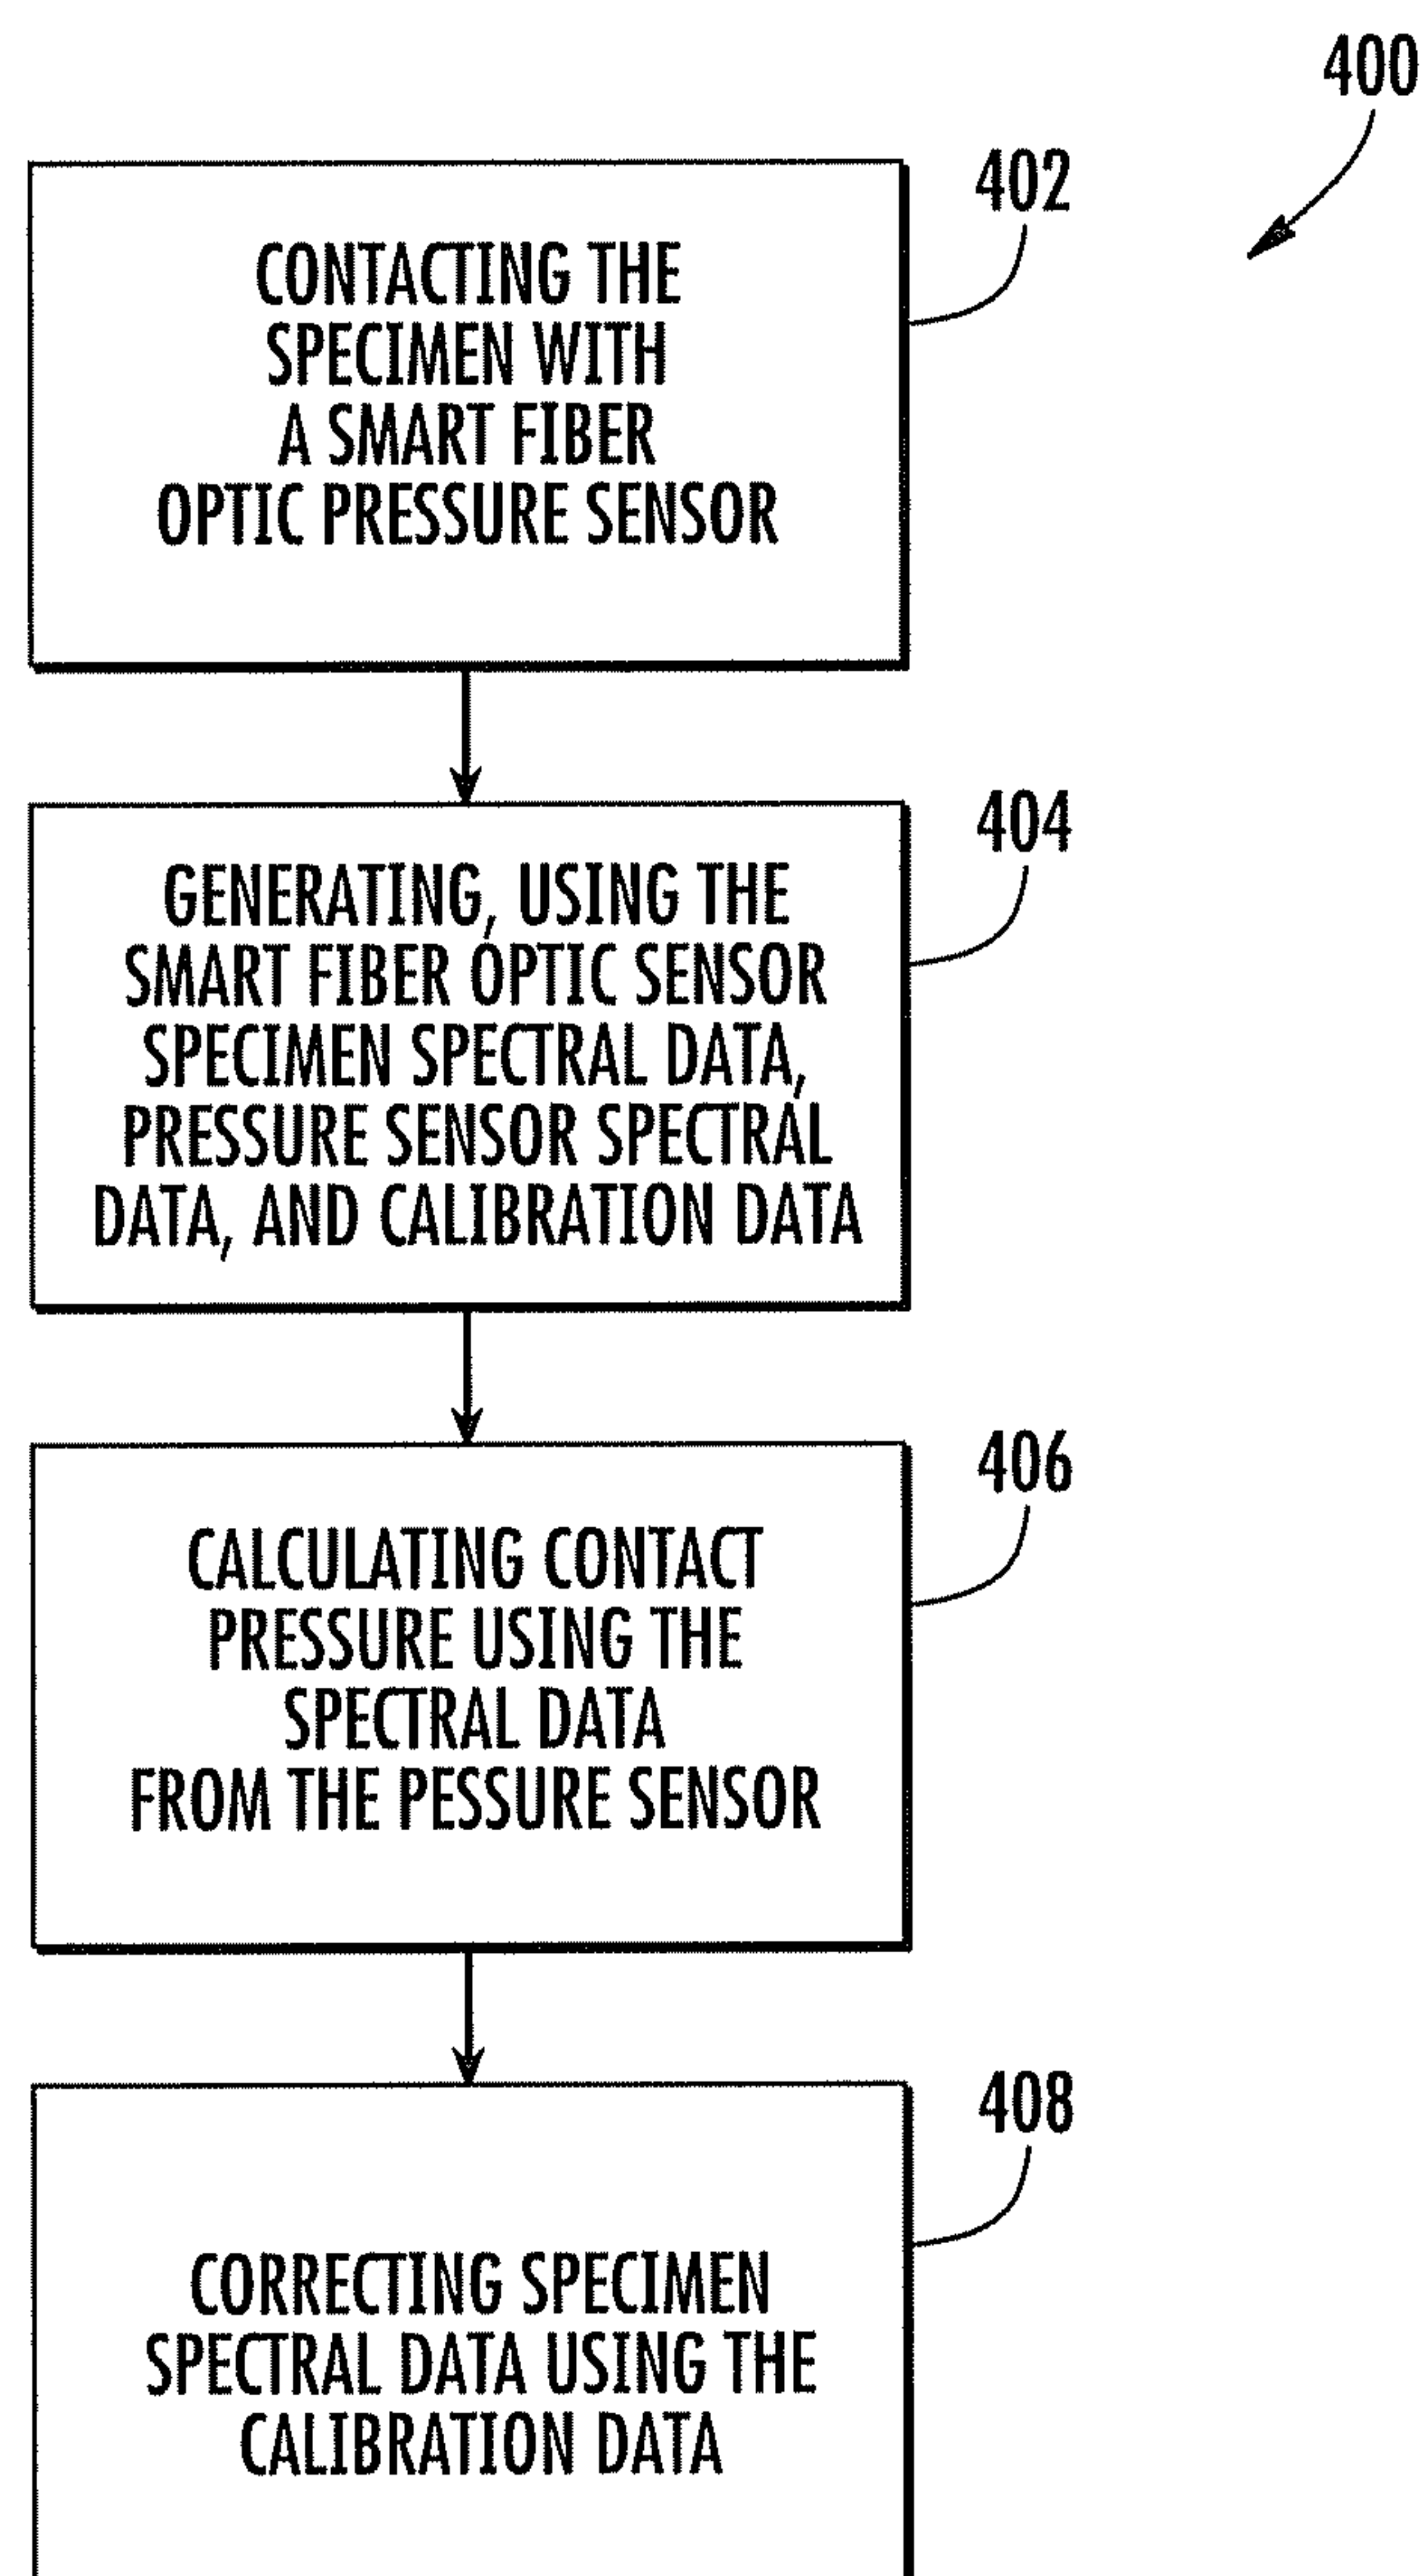 400
402
CONTACTING THE
SPECIMEN WITH
A SMART FIBER
OPTIC PRESSURE SENSOR
404
GENERATING, USING THE
SMART FIBER OPTIC SENSOR
SPECIMEN SPECTRAL DATA,
PRESSURE SENSOR SPECTRAL
DATA, AND CALIBRATION DATA
406
CALCULATING CONTACT
PRESSURE USING THE
SPECTRAL DATA
FROM THE PESSURE SENSOR
408
CORRECTING SPECIMEN
SPECTRAL DATA USING THE
CALIBRATION DATA